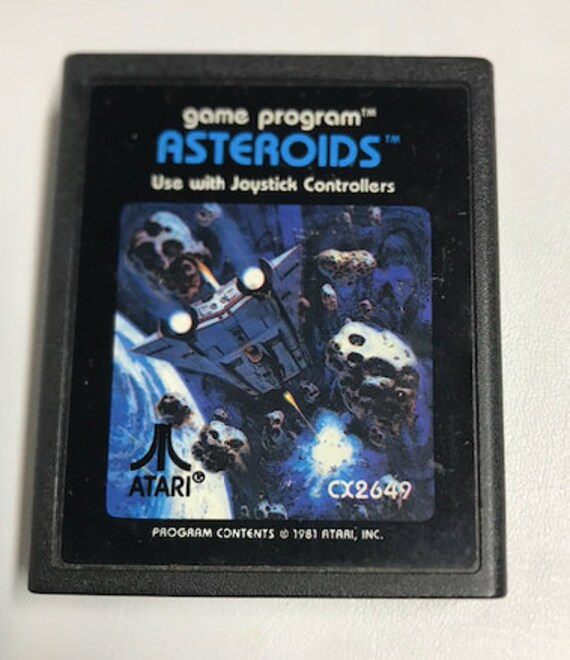 game program™
ASTEROIDS™
Use with Joystick Controllers
ATARI®
CX2649
PROGRAM CONTENTS © 1981 ATARI, INC.